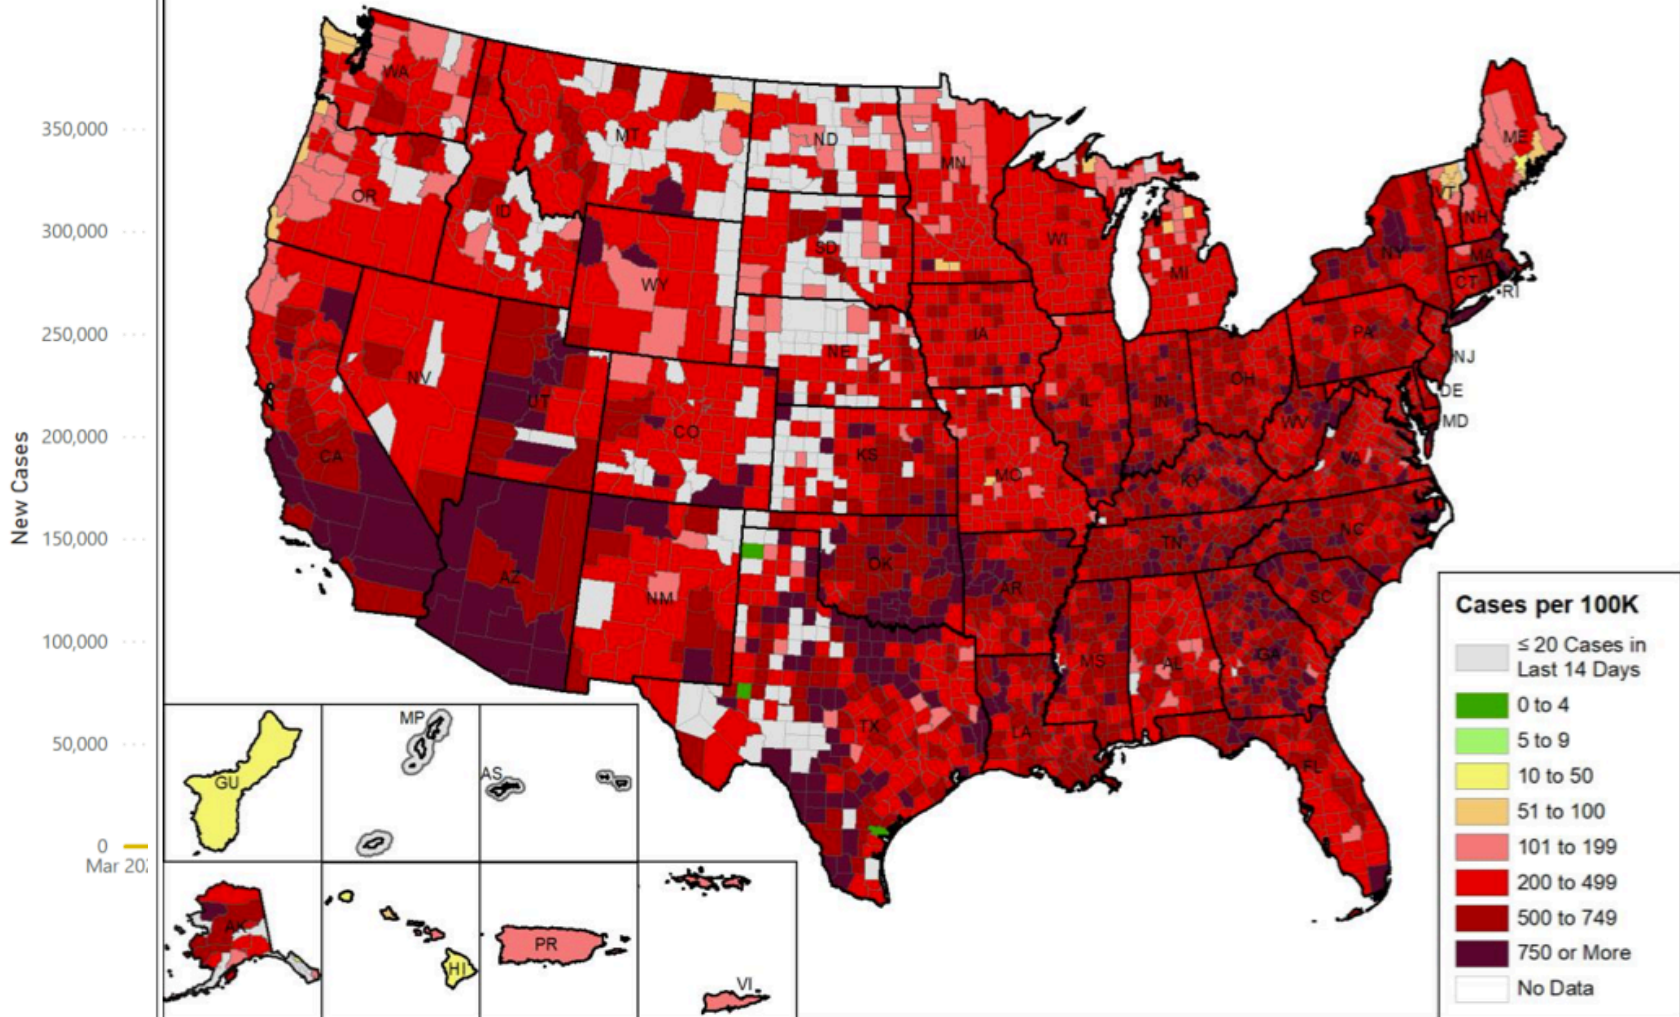 New Cases
350,000
300,000
250,000
200,000
150,000
100,000
50,000
0
Mar 202
WA
MT
ND
MN
ME
OR
ID
SD
WI
VT
NH
NY
MA
MI
CT
RI
WY
IA
PA
NE
NJ
NV
UT
OH
DE
IL
IN
MD
CO
WV
CA
KS
MO
VA
KY
NC
TN
AZ
OK
AR
NM
SC
MS
AL
GA
TX
LA
FL
GU
MP
AS
AK
HI
PR
VI
Cases per 100K
≤ 20 Cases in
Last 14 Days
0 to 4
5 to 9
10 to 50
51 to 100
101 to 199
200 to 499
500 to 749
750 or More
No Data